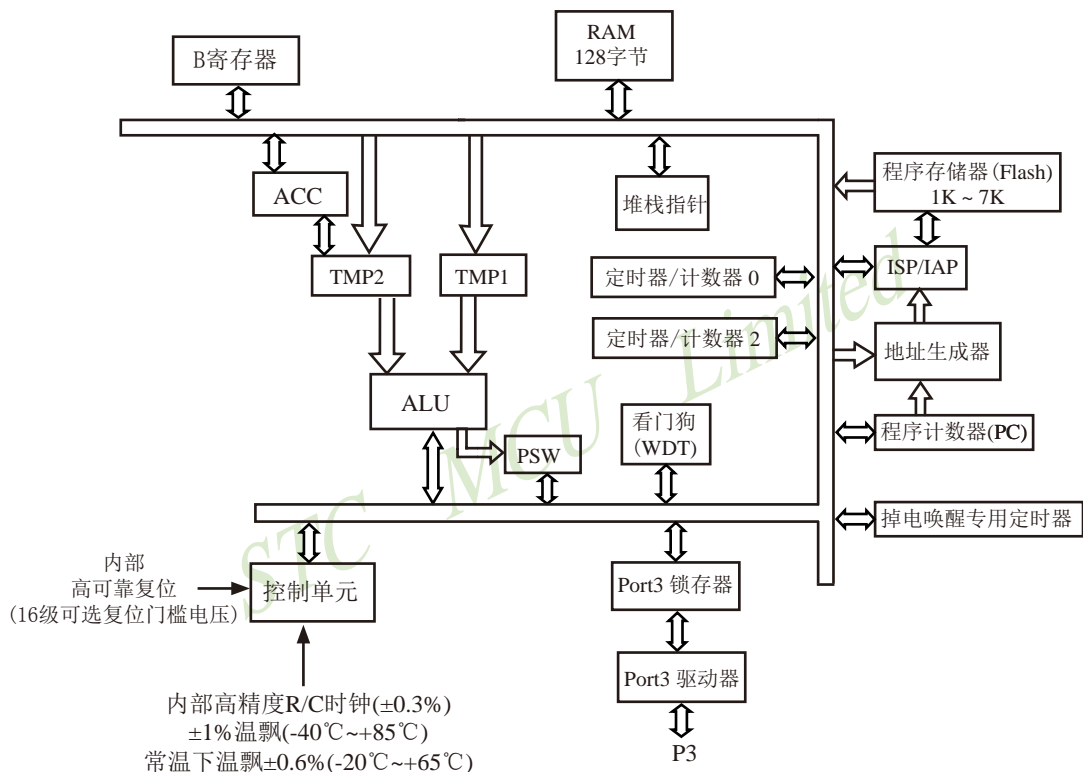 B寄存器
RAM
128字节
ACC
堆栈指针
程序存储器(Flash)
1K ~ 7K
TMP2
TMP1
定时器/计数器 0
ISP/IAP
定时器/计数器 2
地址生成器
ALU
看门狗
(WDT)
PSW
程序计数器(PC)
掉电唤醒专用定时器
内部
高可靠复位
(16级可选复位门槛电压)
控制单元
Port3 锁存器
内部高精度R/C时钟(±0.3%)
±1%温飘(-40℃~+85℃)
常温下温飘±0.6%(-20℃~+65℃)
Port3 驱动器
P3
STC MCU Limited